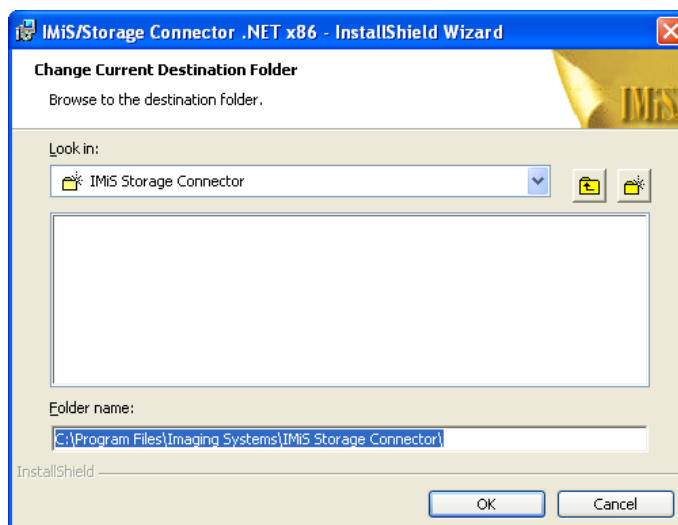 IMiS/Storage Connector .NET x86 - InstallShield Wizard
Change Current Destination Folder
Browse to the destination folder.
IMiS
Look in:
IMiS Storage Connector
Folder name:
C:\Program Files\Imaging Systems\IMiS Storage Connector\
InstallShield
OK Cancel